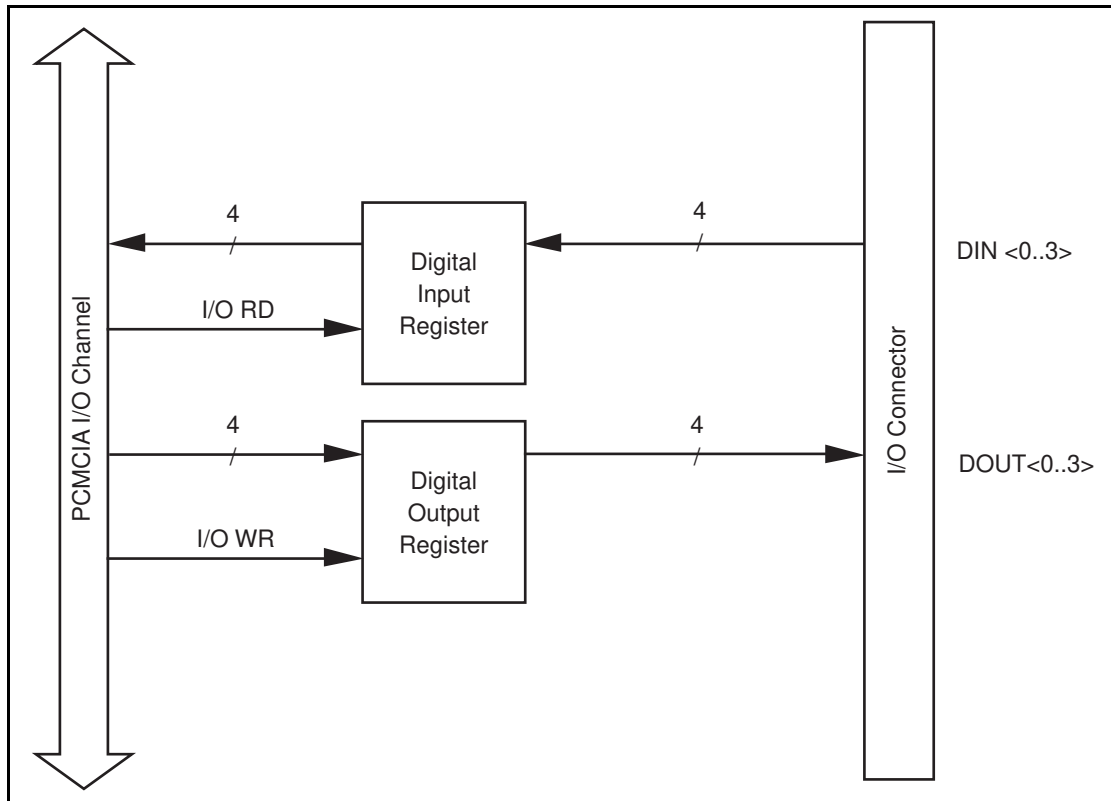 PCMCIA I/O Channel
4
4
Digital
Input
Register
I/O RD
DIN <0..3>
4
4
Digital
Output
Register
I/O WR
DOUT<0..3>
I/O Connector